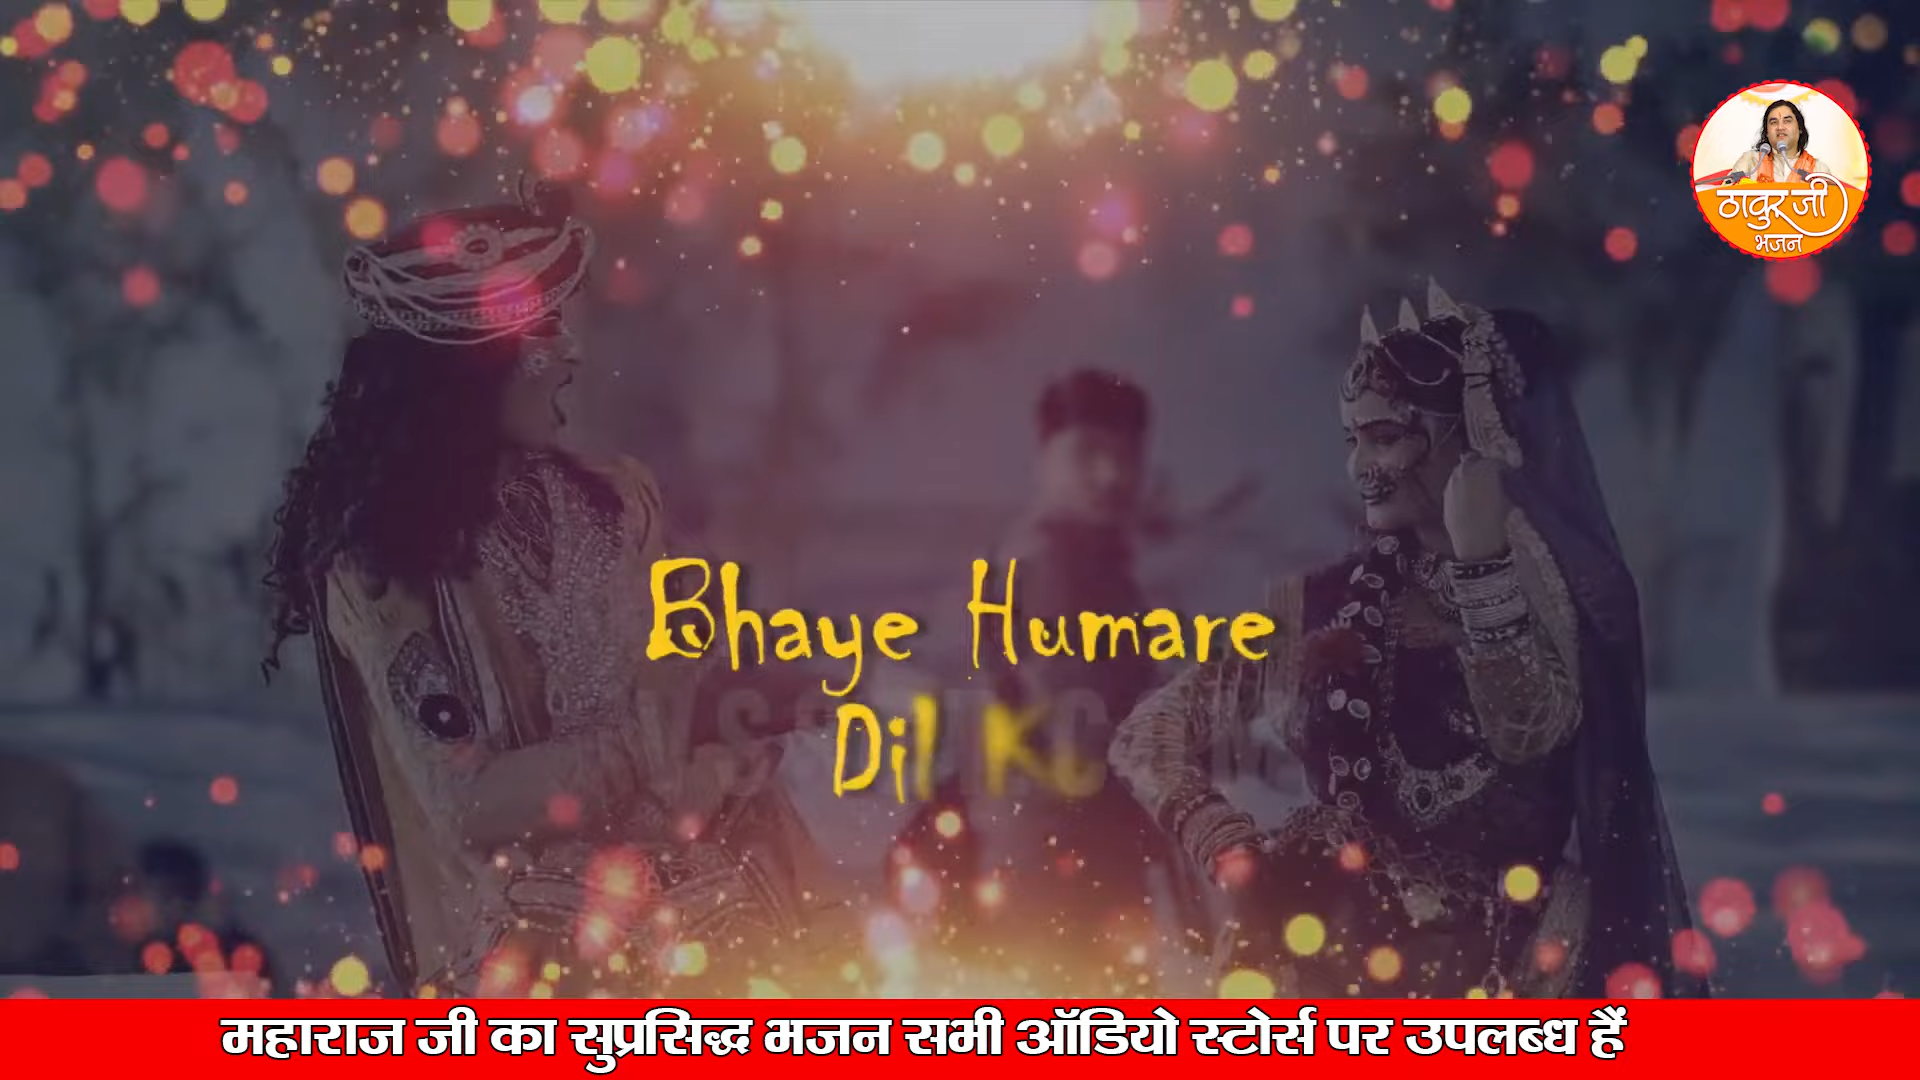 ठाकुर जी
भजन
Bhaye Humare
Dil
महाराज जी का सुप्रसिद्ध भजन सभी ऑडियो स्टोर्स पर उपलब्ध हैं